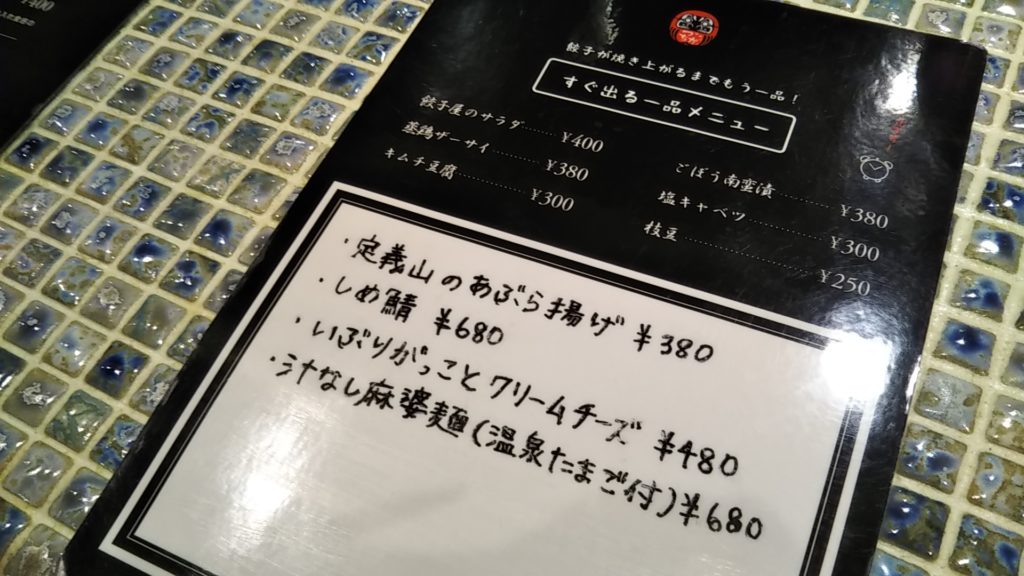 餃子が焼き上がるまでもう一品！
すぐ出る一品メニュー
餃子屋のサラダ……¥400
蒸鶏ザーサイ……¥380
キムチ豆腐……¥300
ごぼう南蛮漬……¥380
塩キャベツ……¥300
枝豆……¥250
・定義山のあぶら揚げ ¥380
・しめ鯖 ¥680
・いぶりがっことクリームチーズ ¥480
・汁なし麻婆麺(温泉たまご付)¥680